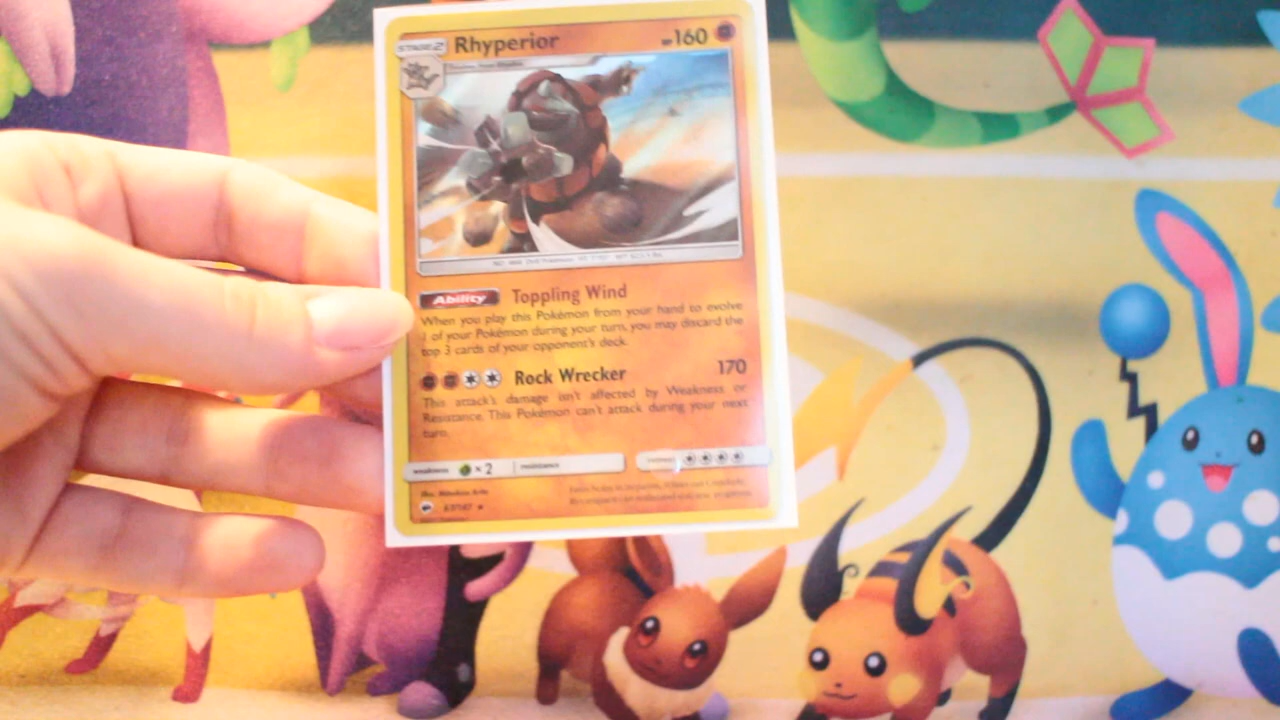 STAGE2 Rhyperior HP160
Ability Toppling Wind
When you play this Pokémon from your hand to evolve
1 of your Pokémon during your turn, you may discard the
top 3 cards of your opponent's deck.
Rock Wrecker 170
This attack's damage isn't affected by Weakness or
Resistance. This Pokémon can't attack during your next
turn.
weakness ×2 resistance